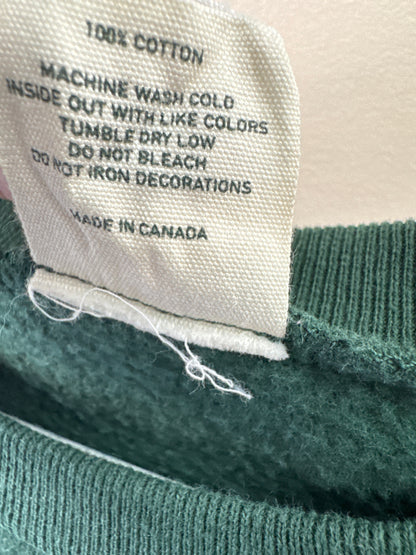 100% COTTON
MACHINE WASH COLD
INSIDE OUT WITH LIKE COLORS
TUMBLE DRY LOW
DO NOT BLEACH
DO NOT IRON DECORATIONS
MADE IN CANADA